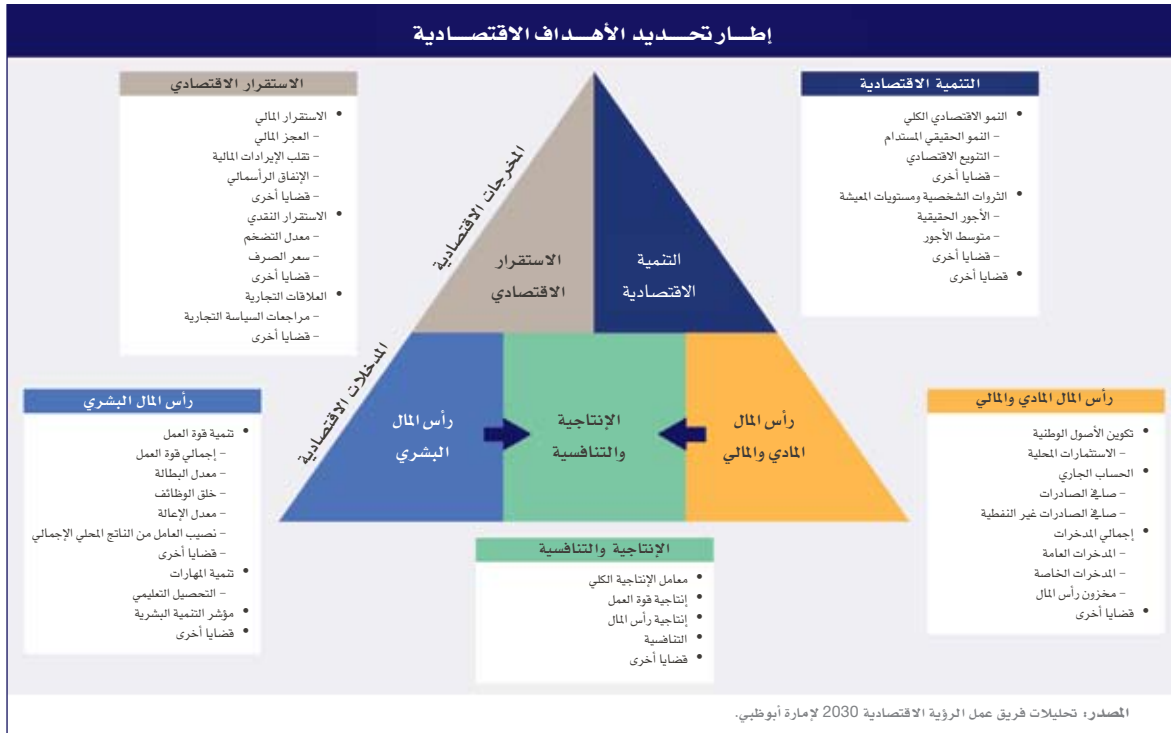 إطار تحديد الأهداف الاقتصادية
التنمية الاقتصادية
• النمو الاقتصادي الكلي
– النمو الحقيقي المستدام
– التنويع الاقتصادي
– قضايا أخرى
• الثروات الشخصية ومستويات المعيشة
– الأجور الحقيقية
– متوسط الأجور
– قضايا أخرى
• قضايا أخرى
الاستقرار الاقتصادي
• الاستقرار المالي
– العجز المالي
– تقلب الإيرادات المالية
– الإنفاق الرأسمالي
– قضايا أخرى
• الاستقرار النقدي
– معدل التضخم
– سعر الصرف
– قضايا أخرى
• العلاقات التجارية
– مراجعات السياسة التجارية
– قضايا أخرى
المخرجات الاقتصادية
المدخلات الاقتصادية
التنمية
الاقتصادية
الاستقرار
الاقتصادي
رأس المال
المادي والمالي
الإنتاجية
والتنافسية
رأس المال
البشري
رأس المال المادي والمالي
• تكوين الأصول الوطنية
– الاستثمارات المحلية
• الحساب الجاري
– صافي الصادرات
– صافي الصادرات غير النفطية
• إجمالي المدخرات
– المدخرات العامة
– المدخرات الخاصة
– مخزون رأس المال
• قضايا أخرى
الإنتاجية والتنافسية
• معامل الإنتاجية الكلي
• إنتاجية قوة العمل
• إنتاجية رأس المال
• التنافسية
• قضايا أخرى
رأس المال البشري
• تنمية قوة العمل
– إجمالي قوة العمل
– معدل البطالة
– خلق الوظائف
– معدل الإعالة
– نصيب العامل من الناتج المحلي الإجمالي
– قضايا أخرى
• تنمية المهارات
– التحصيل التعليمي
• مؤشر التنمية البشرية
• قضايا أخرى
المصدر: تحليلات فريق عمل الرؤية الاقتصادية 2030 لإمارة أبوظبي.